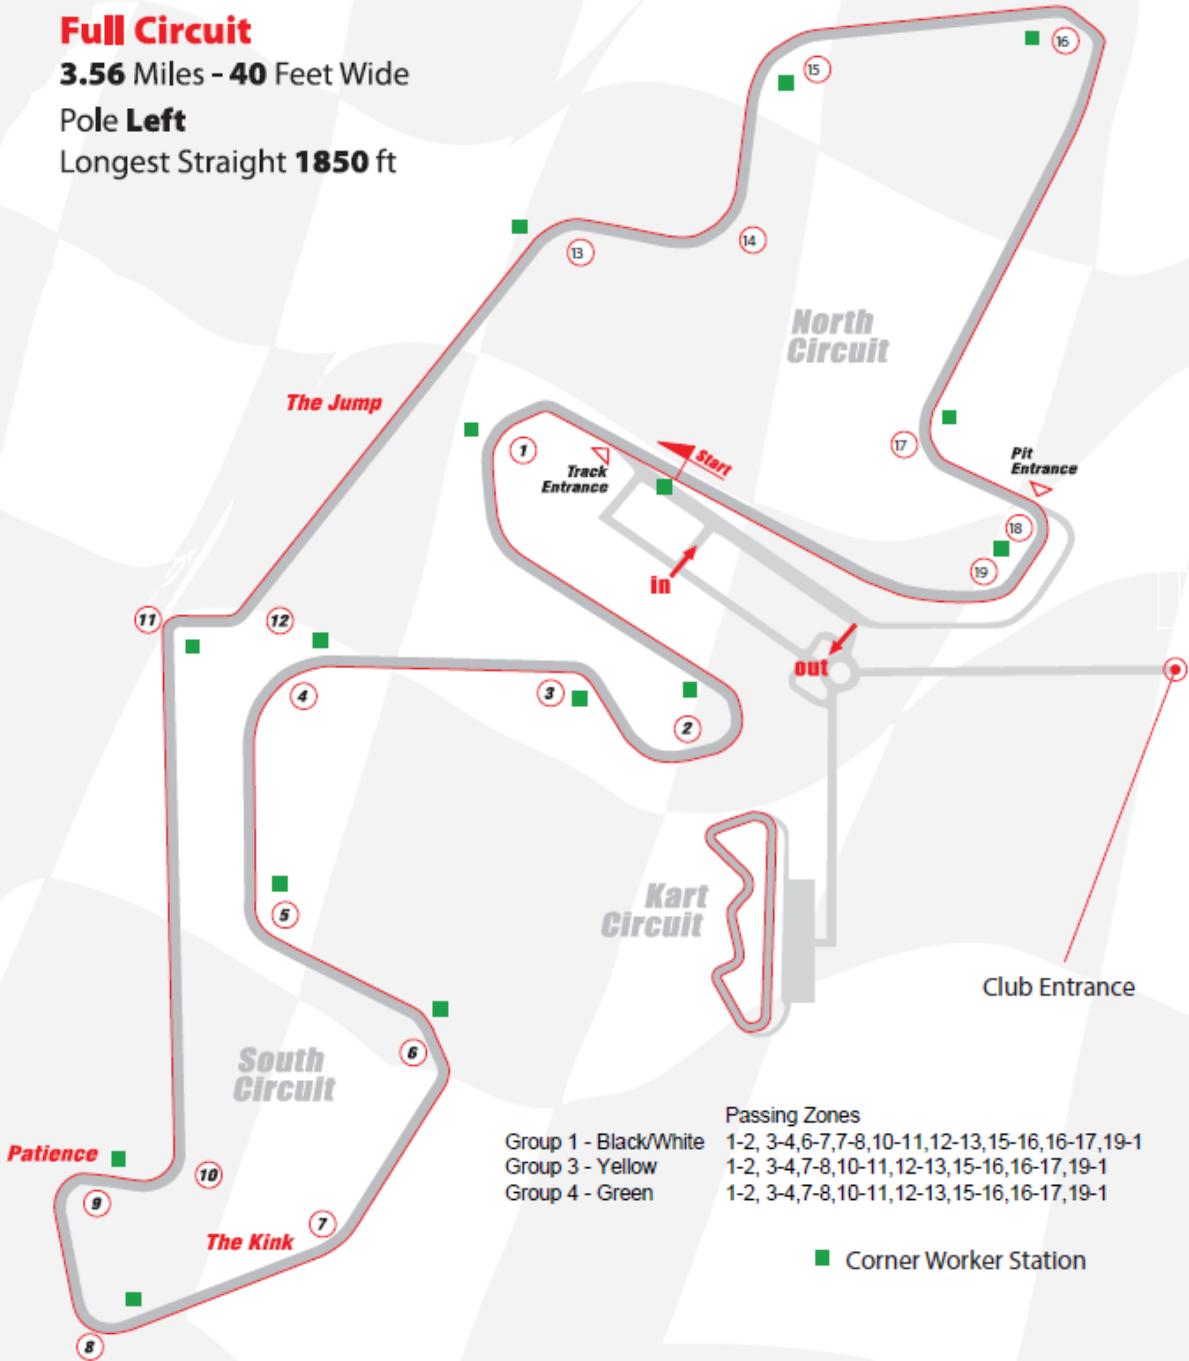 Full Circuit
3.56 Miles - 40 Feet Wide
Pole Left
Longest Straight 1850 ft
16
15
13
14
North
Circuit
The Jump
1
Start
Track
Entrance
17
Pit
Entrance
18
19
in
11
12
out
4
3
2
Kart
Circuit
5
Club Entrance
6
South
Circuit
Patience
10
9
7
The Kink
8
Passing Zones
Group 1 - Black/White 1-2, 3-4,6-7,7-8,10-11,12-13,15-16,16-17,19-1
Group 3 - Yellow 1-2, 3-4,7-8,10-11,12-13,15-16,16-17,19-1
Group 4 - Green 1-2, 3-4,7-8,10-11,12-13,15-16,16-17,19-1
Corner Worker Station